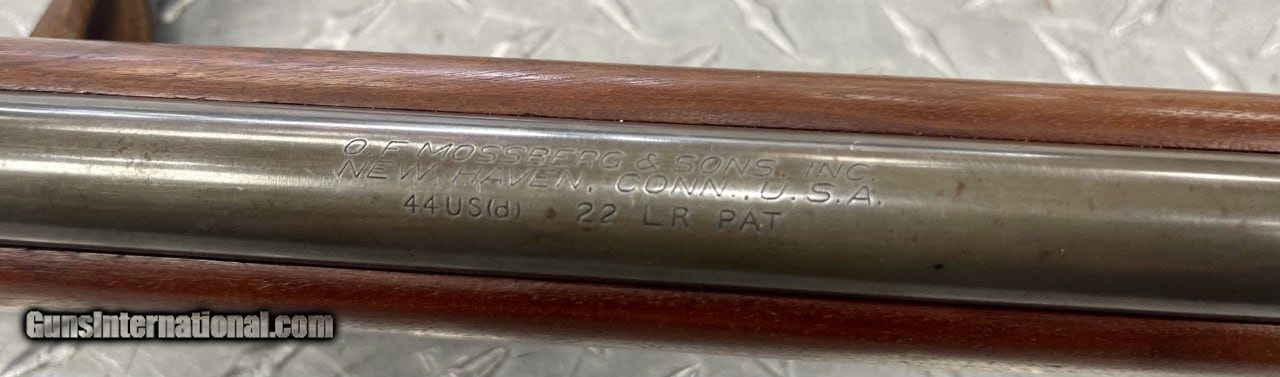 O.F. MOSSBERG & SONS, INC.
NEW HAVEN, CONN., U.S.A.
44US(d) 22 LR PAT
GunsInternational.com